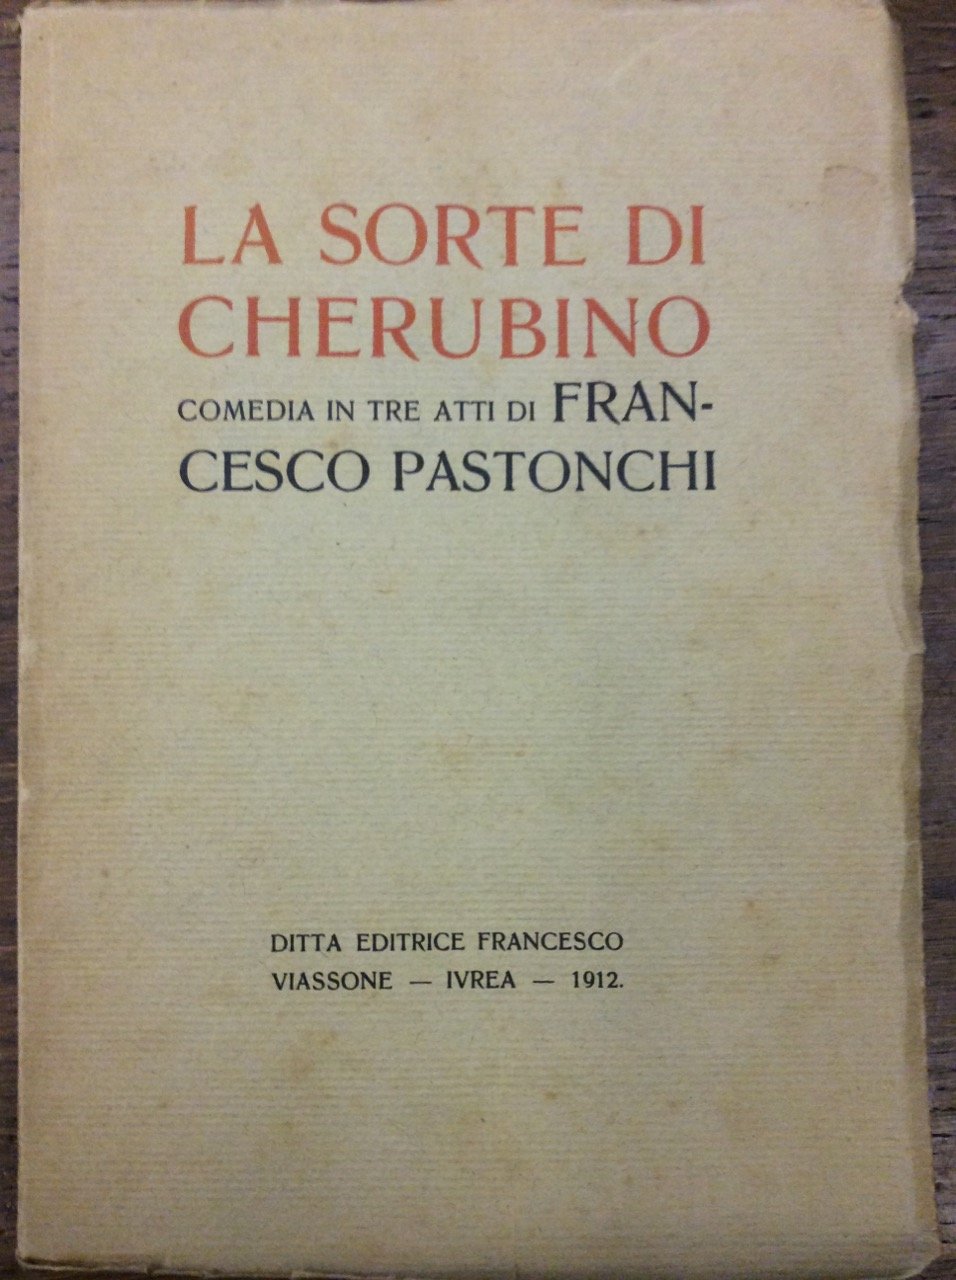 LA SORTE DI
CHERUBINO
COMEDIA IN TRE ATTI DI FRAN-
CESCO PASTONCHI
DITTA EDITRICE FRANCESCO
VIASSONE — IVREA — 1912.